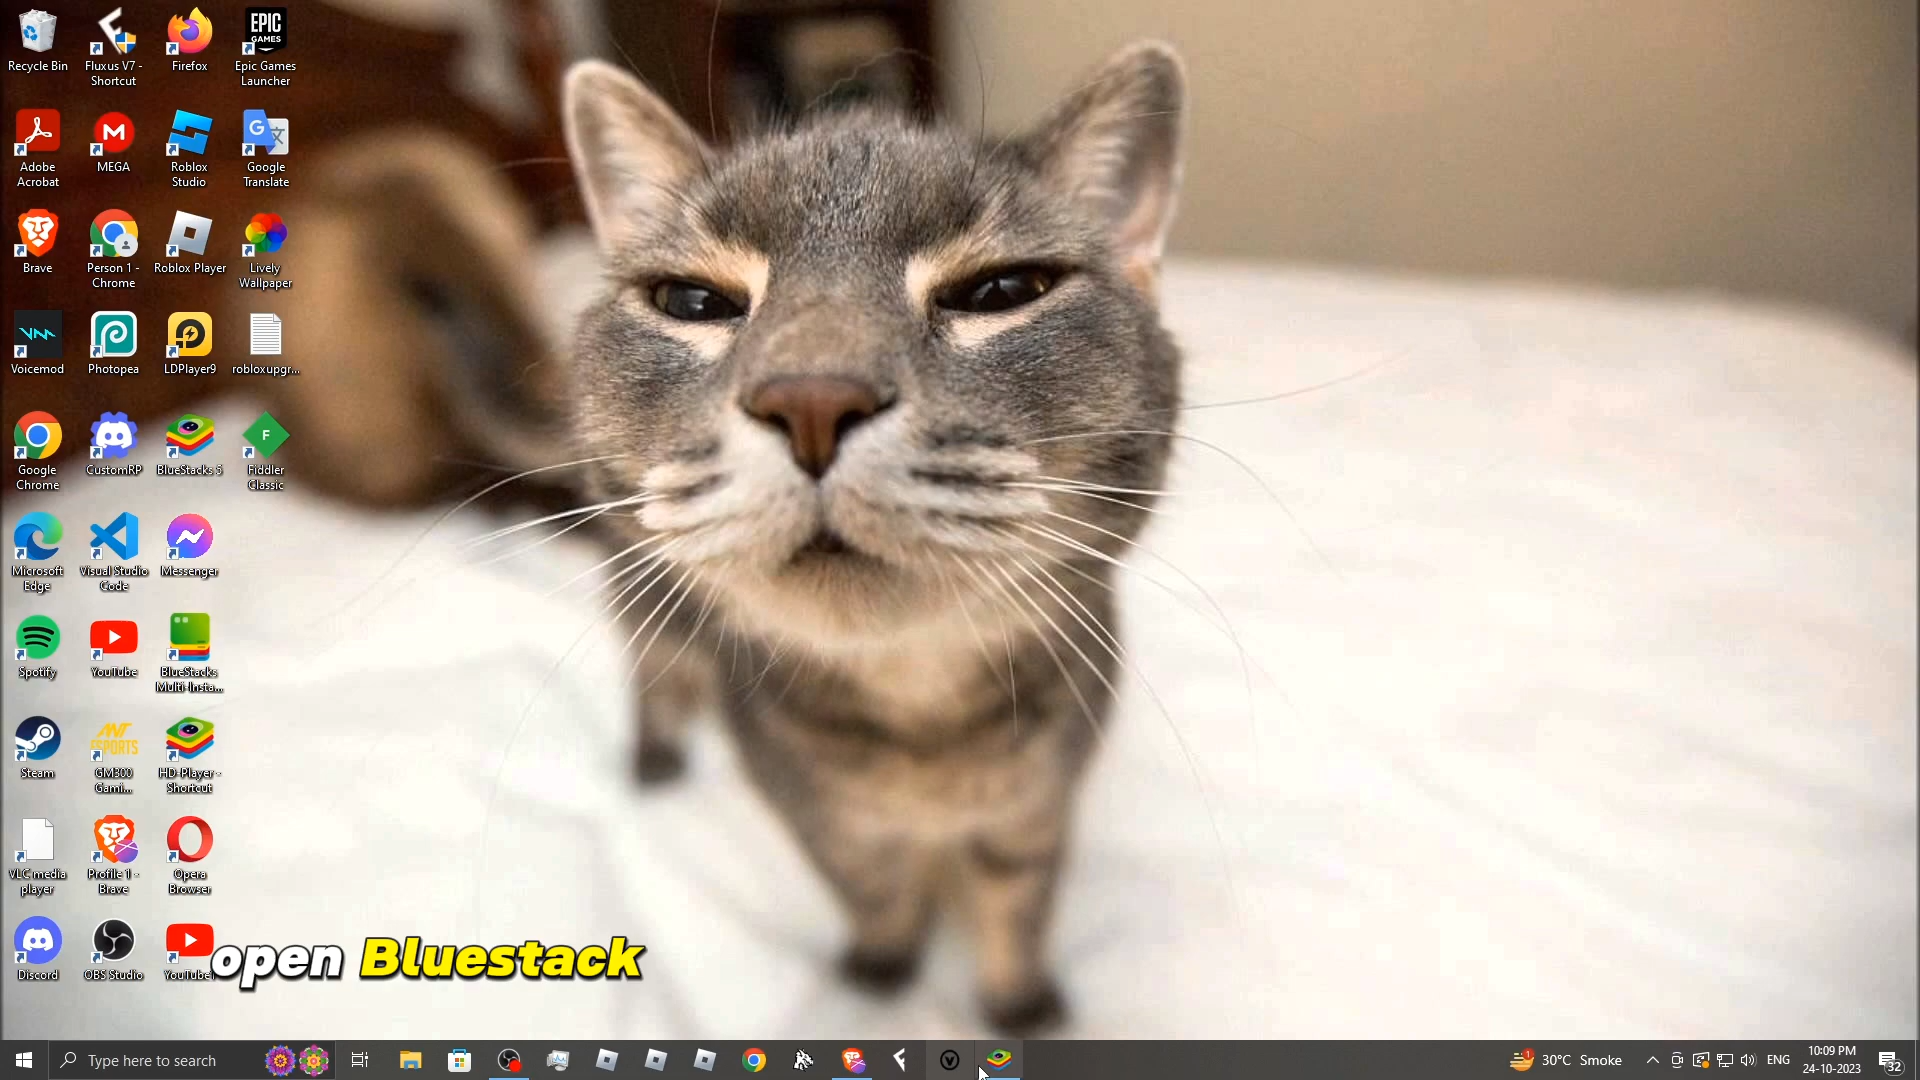 Recycle Bin
Fluxus V7 -
Shortcut
Firefox
EPIC
GAMES
Epic Games
Launcher
Adobe
Acrobat
M
MEGA
Roblox
Studio
G
Google
Translate
Brave
Person 1 -
Chrome
Roblox Player
Lively
Wallpaper
Voicemod
Photopea
LDPlayer9
robloxupgr...
Google
Chrome
CustomRP
BlueStacks 5
F
Fiddler
Classic
Microsoft
Edge
Visual Studio
Code
Messenger
Spotify
YouTube
BlueStacks
Multi-Insta...
Steam
ANT
ESPORTS
GM300
Gami...
HD-Player -
Shortcut
VLC media
player
Profile 1 -
Brave
Opera
Browser
Discord
OBS Studio
YouTube
open Bluestack
Type here to search
V
1
30°C Smoke
ENG
10:09 PM
24-10-2023
32